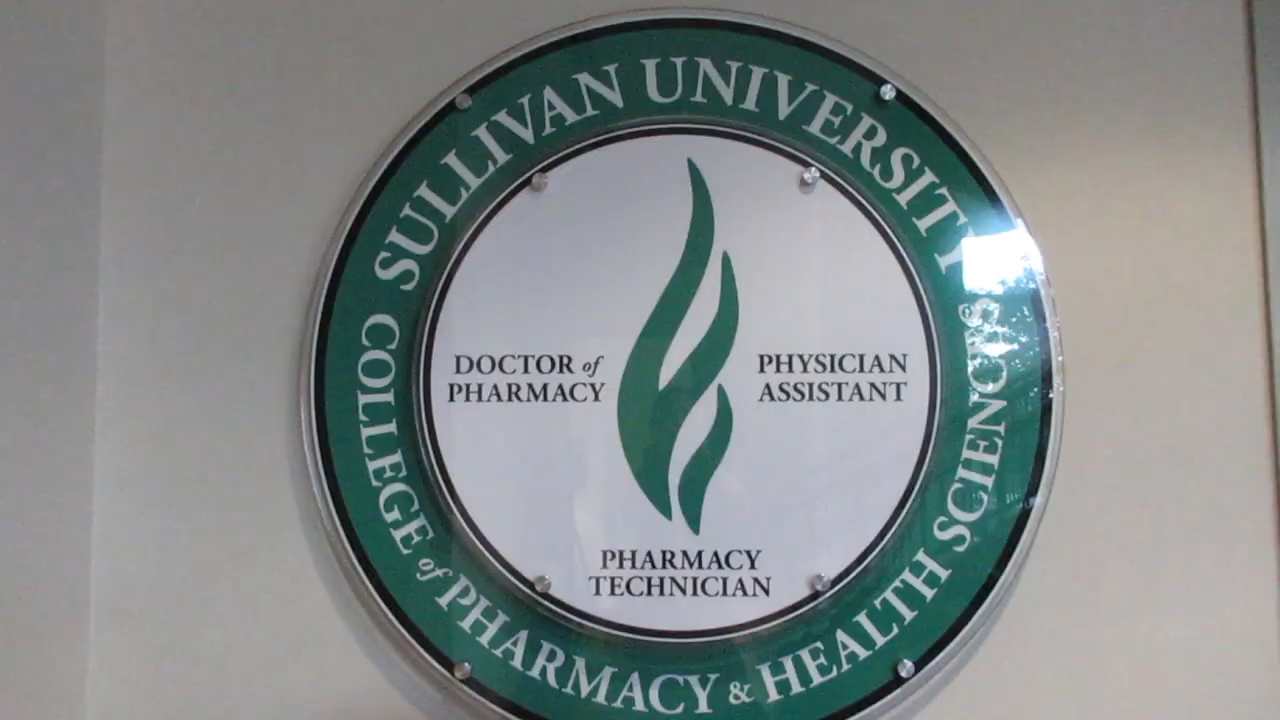 SULLIVAN UNIVERSITY
COLLEGE of PHARMACY & HEALTH SCIENCES
DOCTOR of
PHARMACY
PHYSICIAN
ASSISTANT
PHARMACY
TECHNICIAN